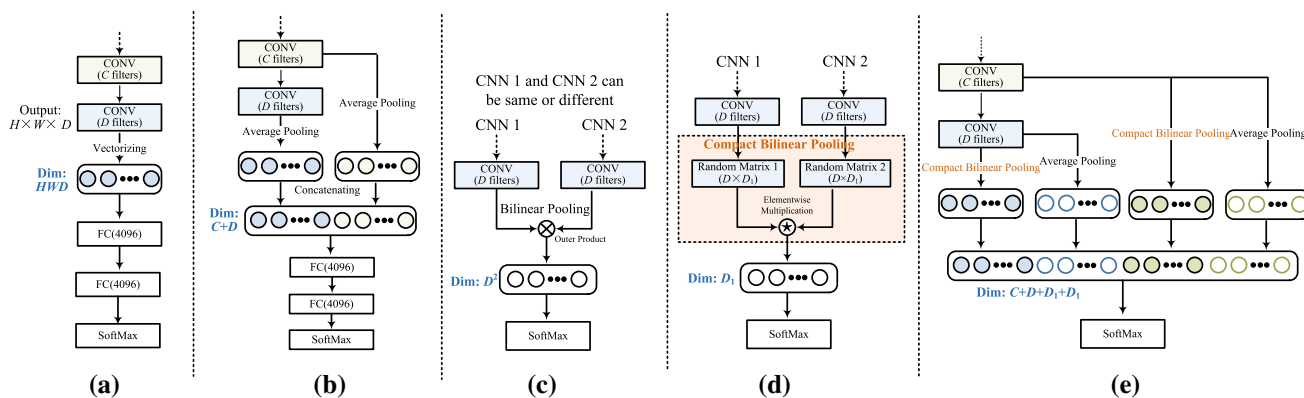 CONV
(C filters)
Output:
H×W× D
CONV
(D filters)
Vectorizing
Dim:
HWD
FC(4096)
FC(4096)
SoftMax
(a)
CONV
(C filters)
CONV
(D filters)
Average Pooling
Average Pooling
Concatenating
Dim:
C+D
FC(4096)
FC(4096)
SoftMax
(b)
CNN 1 and CNN 2 can
be same or different
CNN 1
CNN 2
CONV
(D filters)
CONV
(D filters)
Bilinear Pooling
Outer Product
Dim: D²
SoftMax
(c)
CNN 1
CNN 2
CONV
(D filters)
CONV
(D filters)
Compact Bilinear Pooling
Random Matrix 1
(D×D₁)
Random Matrix 2
(D×D₁)
Elementwise
Multiplication
Dim: D₁
SoftMax
(d)
CONV
(C filters)
CONV
(D filters)
Compact Bilinear Pooling
Average Pooling
Compact Bilinear Pooling
Average Pooling
Dim: C+D+D₁+D₁
SoftMax
(e)